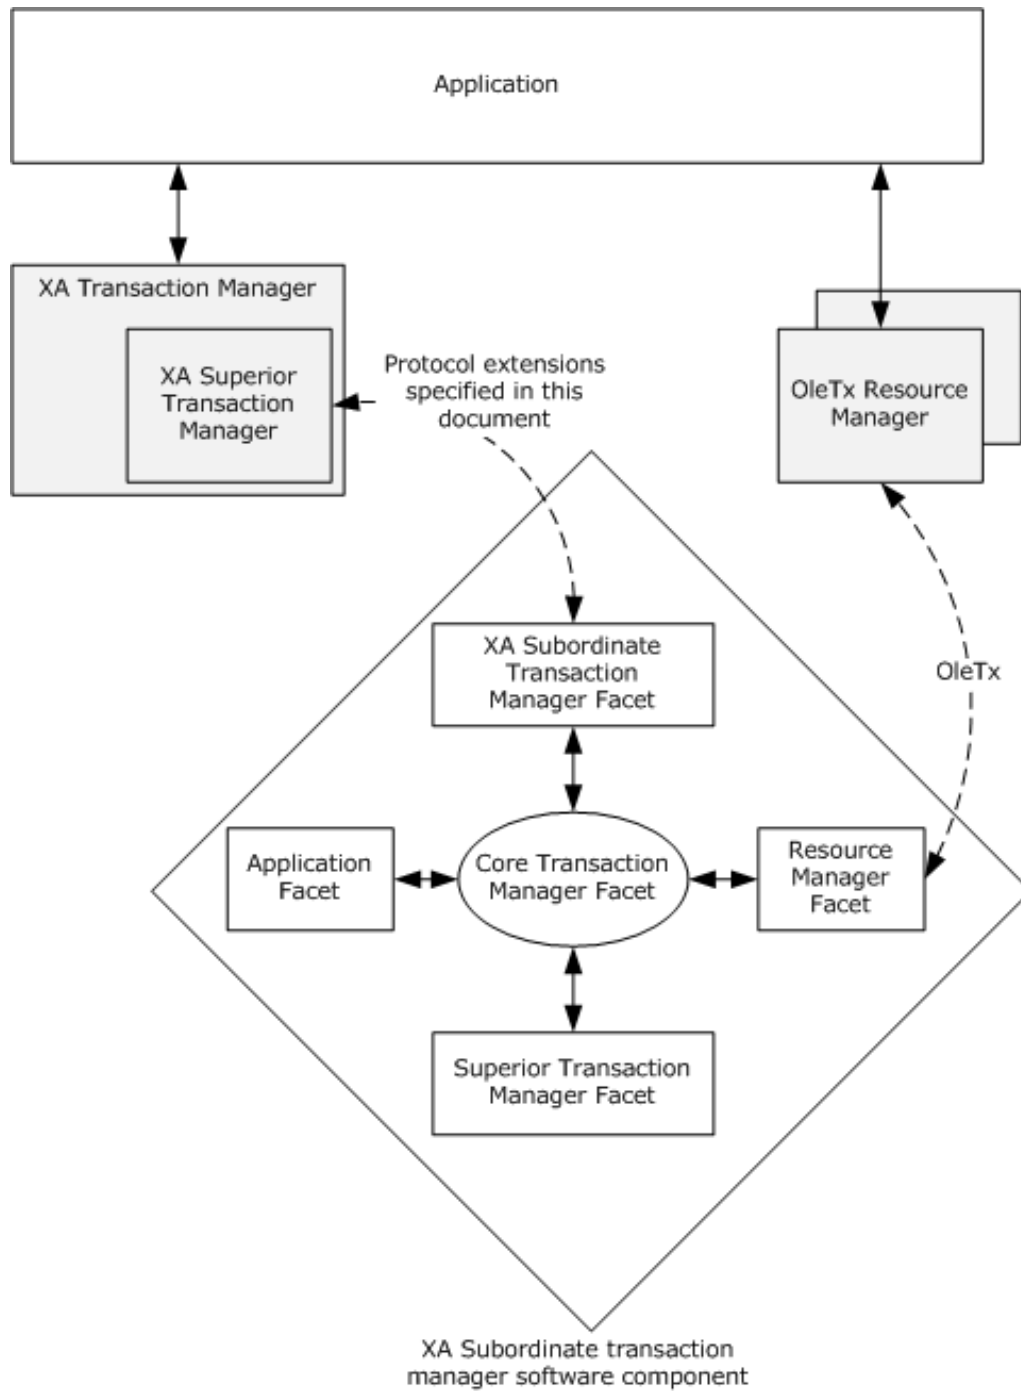 Application
XA Transaction Manager
XA Superior
Transaction
Manager
Protocol extensions
specified in this
document
OleTx Resource
Manager
XA Subordinate
Transaction
Manager Facet
OleTx
Application
Facet
Core Transaction
Manager Facet
Resource
Manager
Facet
Superior Transaction
Manager Facet
XA Subordinate transaction
manager software component